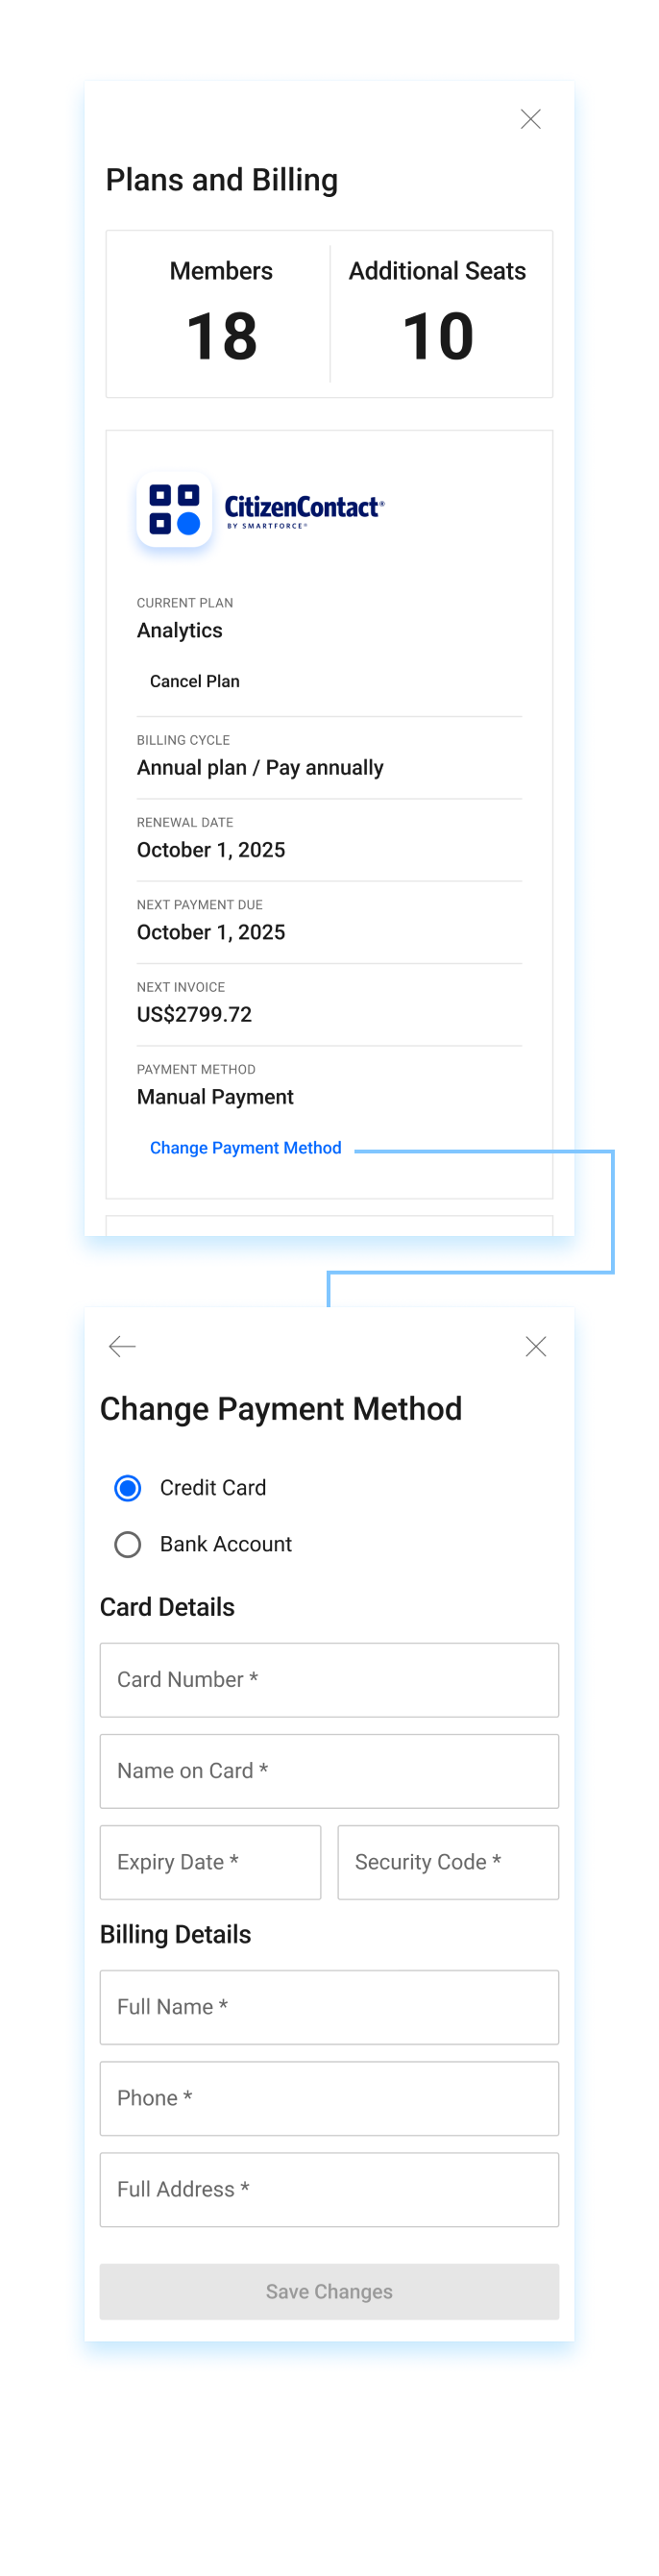 Plans and Billing
Members
Additional Seats
18
10
CitizenContact®
BY SMARTFORCE®
CURRENT PLAN
Analytics
Cancel Plan
BILLING CYCLE
Annual plan / Pay annually
RENEWAL DATE
October 1, 2025
NEXT PAYMENT DUE
October 1, 2025
NEXT INVOICE
US$2799.72
PAYMENT METHOD
Manual Payment
Change Payment Method
Change Payment Method
Credit Card
Bank Account
Card Details
Card Number *
Name on Card *
Expiry Date *
Security Code *
Billing Details
Full Name *
Phone *
Full Address *
Save Changes